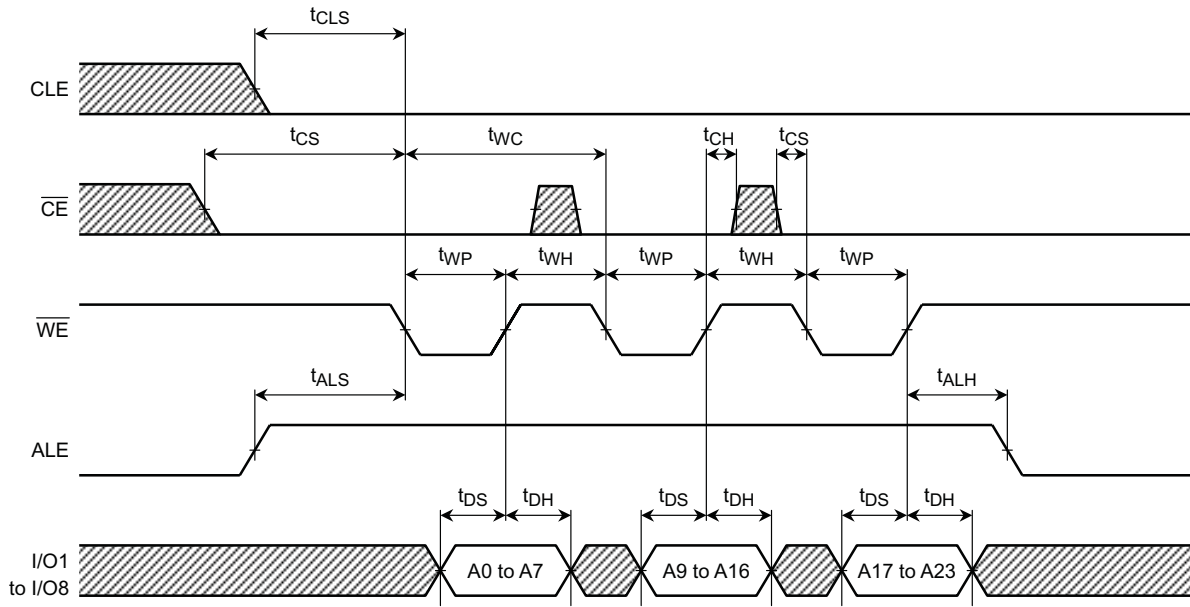 tCLS
CLE
tCS tWC tCH tCS
CE
tWP tWH tWP tWH tWP
WE
tALS tALH
ALE
tDS tDH tDS tDH tDS tDH
I/O1
to I/O8
A0 to A7 A9 to A16 A17 to A23